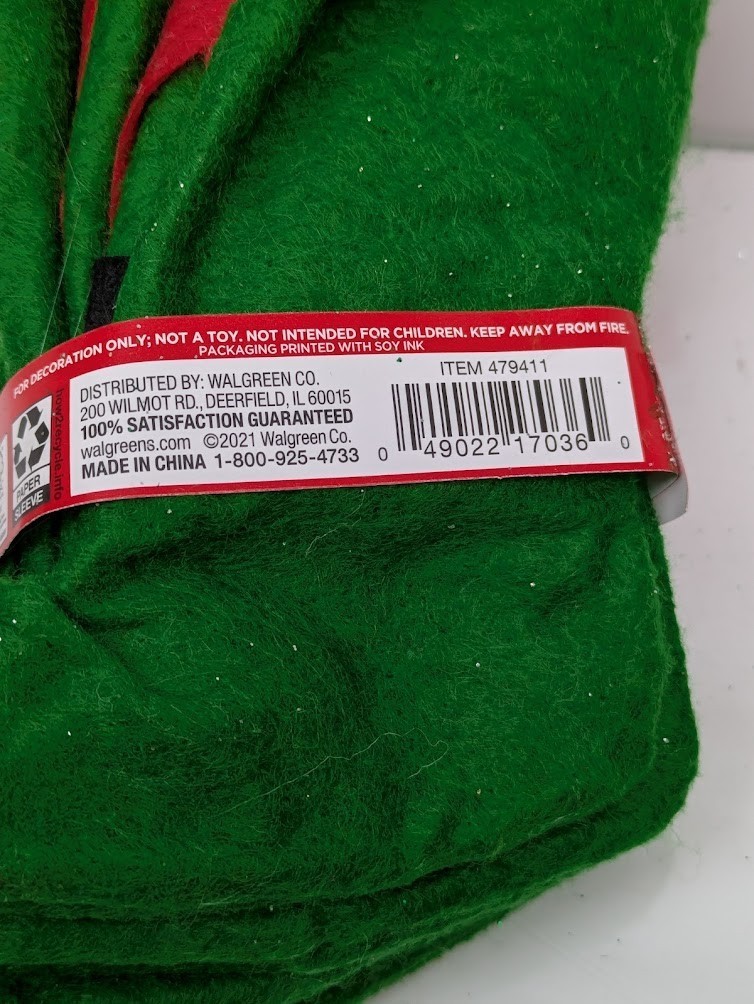 FOR DECORATION ONLY; NOT A TOY. NOT INTENDED FOR CHILDREN. KEEP AWAY FROM FIRE.
PACKAGING PRINTED WITH SOY INK
DISTRIBUTED BY: WALGREEN CO.
200 WILMOT RD., DEERFIELD, IL 60015
100% SATISFACTION GUARANTEED
walgreens.com ©2021 Walgreen Co.
MADE IN CHINA 1-800-925-4733
ITEM 479411
0 49022 17036 0
how2recycle.info
PAPER
SLEEVE